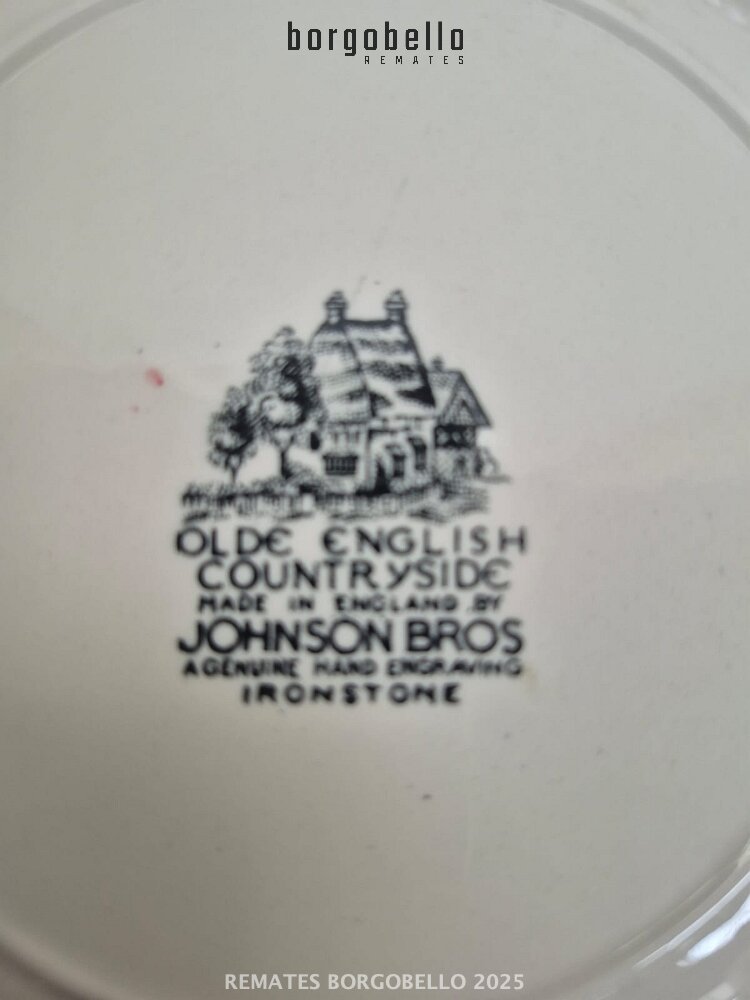 borgobello
REMATES
OLDE ENGLISH
COUNTRYSIDE
MADE IN ENGLAND BY
JOHNSON BROS
A GENUINE HAND ENGRAVING
IRONSTONE
REMATES BORGOBELLO 2025